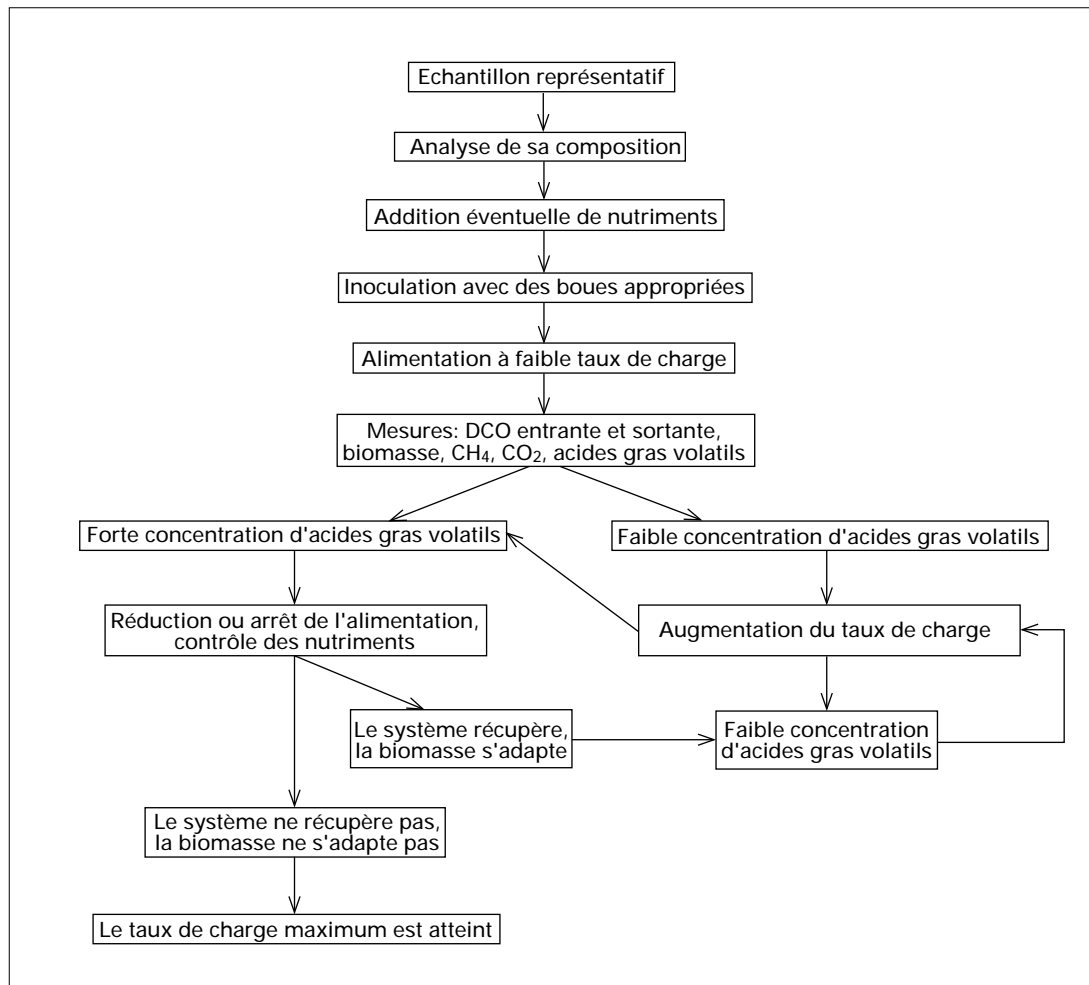 Echantillon représentatif
Analyse de sa composition
Addition éventuelle de nutriments
Inoculation avec des boues appropriées
Alimentation à faible taux de charge
Mesures: DCO entrante et sortante,
biomasse, CH₄, CO₂, acides gras volatils
Forte concentration d'acides gras volatils
Faible concentration d'acides gras volatils
Réduction ou arrêt de l'alimentation,
contrôle des nutriments
Augmentation du taux de charge
Le système récupère,
la biomasse s'adapte
Faible concentration
d'acides gras volatils
Le système ne récupère pas,
la biomasse ne s'adapte pas
Le taux de charge maximum est atteint